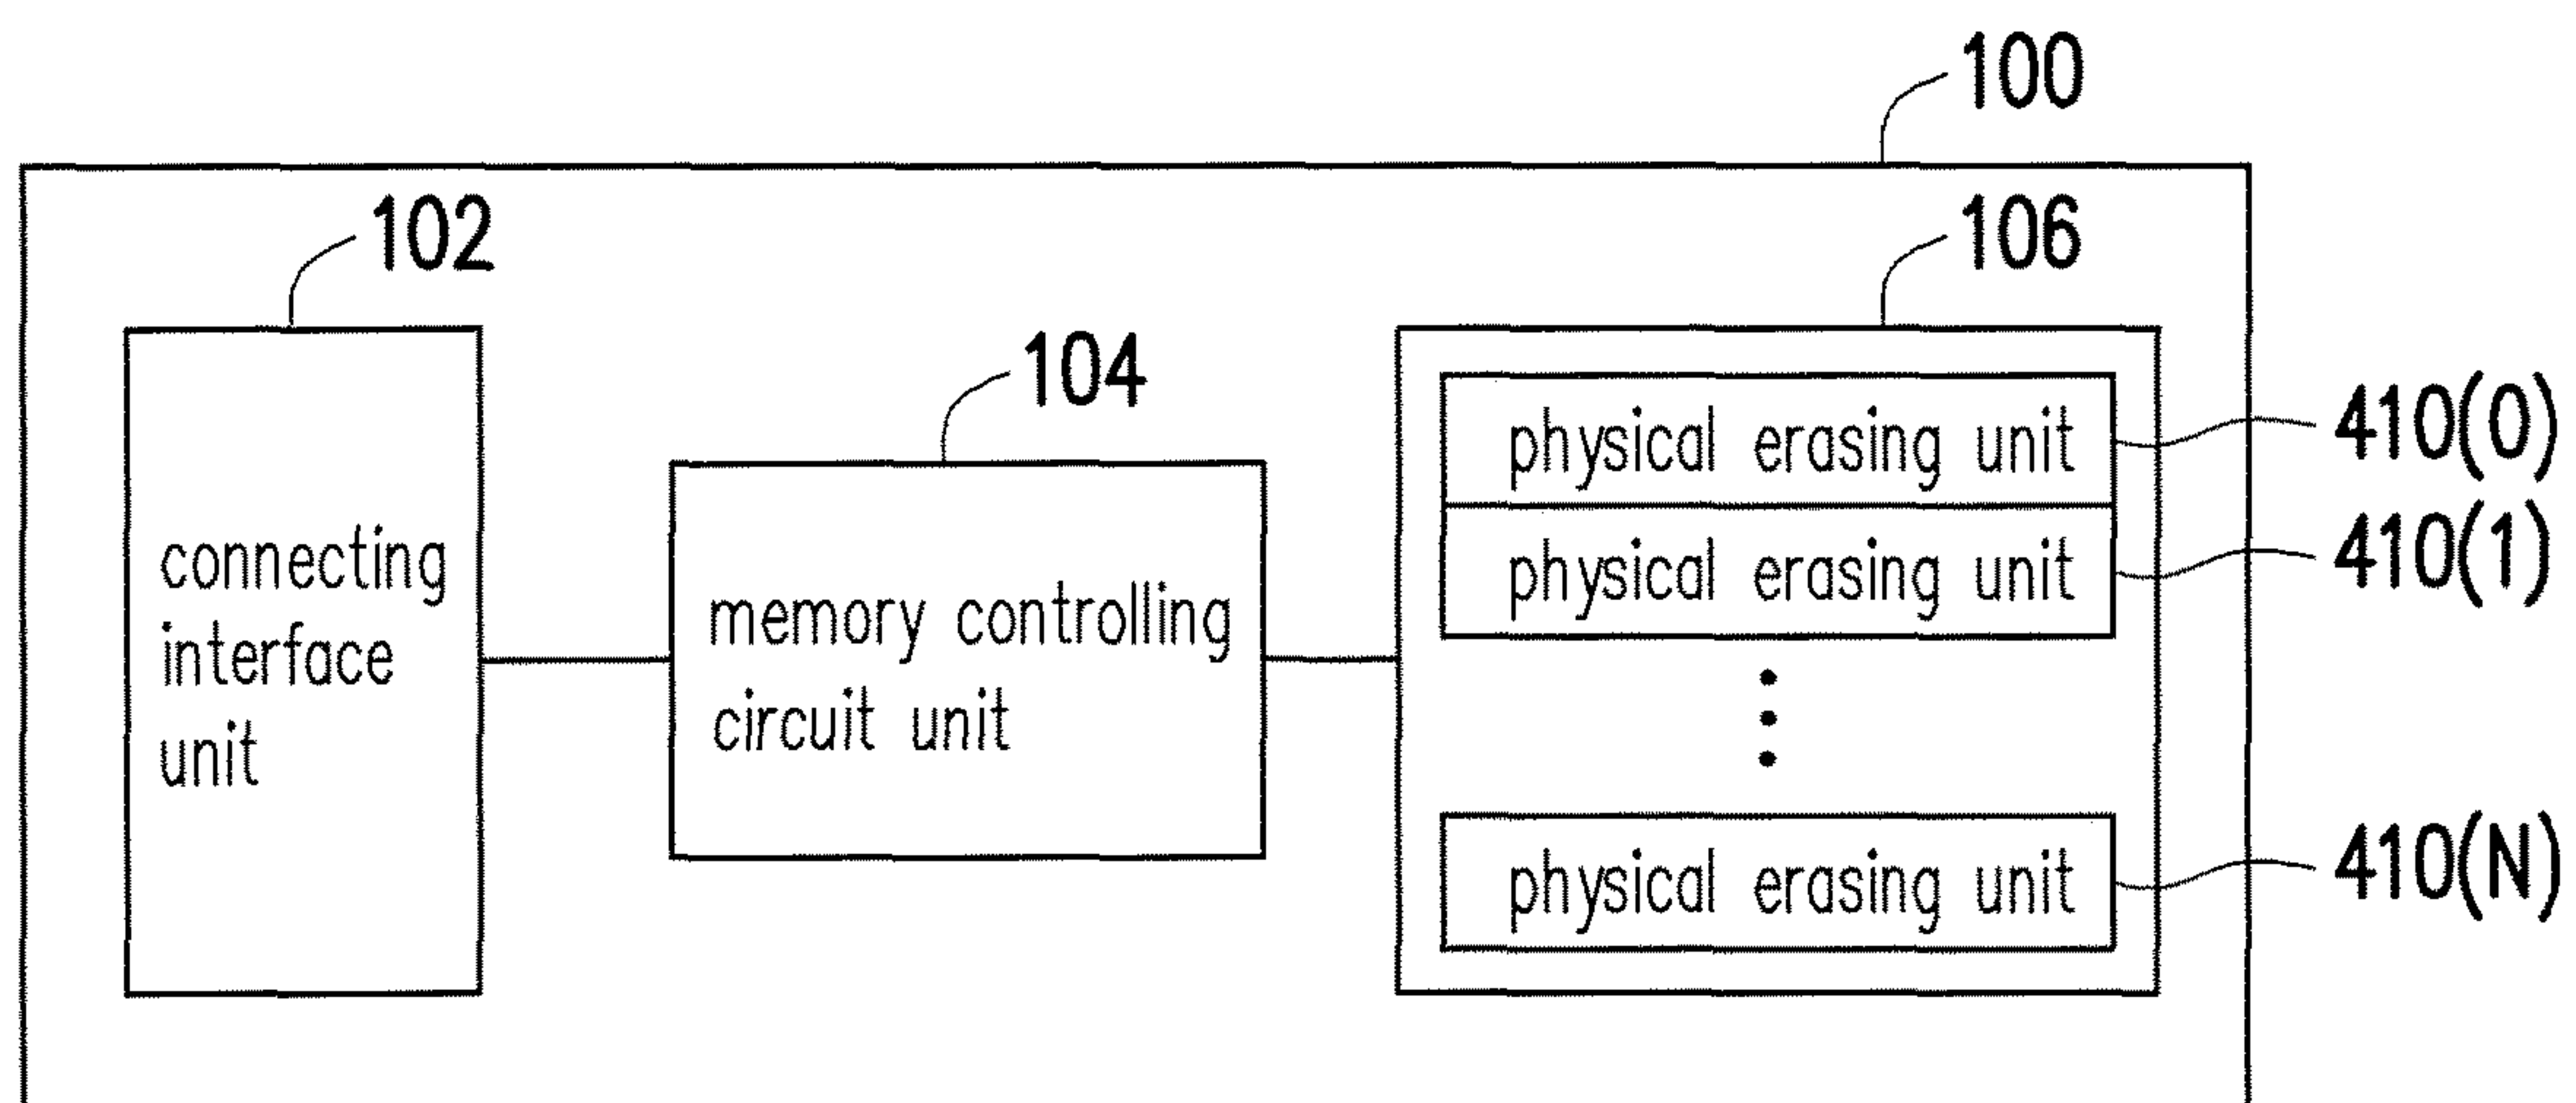 100
102
106
104
physical erasing unit
410(0)
physical erasing unit
410(1)
connecting
interface
unit
memory controlling
circuit unit
physical erasing unit
410(N)